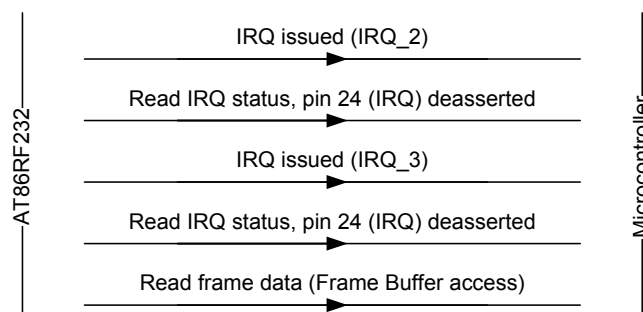 AT86RF232
IRQ issued (IRQ_2)
Read IRQ status, pin 24 (IRQ) deasserted
IRQ issued (IRQ_3)
Read IRQ status, pin 24 (IRQ) deasserted
Read frame data (Frame Buffer access)
Microcontroller